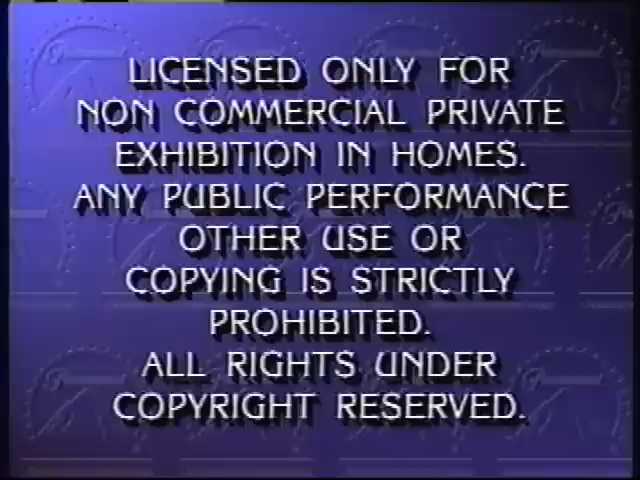 LICENSED ONLY FOR
NON COMMERCIAL PRIVATE
EXHIBITION IN HOMES.
ANY PUBLIC PERFORMANCE
OTHER USE OR
COPYING IS STRICTLY
PROHIBITED.
ALL RIGHTS UNDER
COPYRIGHT RESERVED.